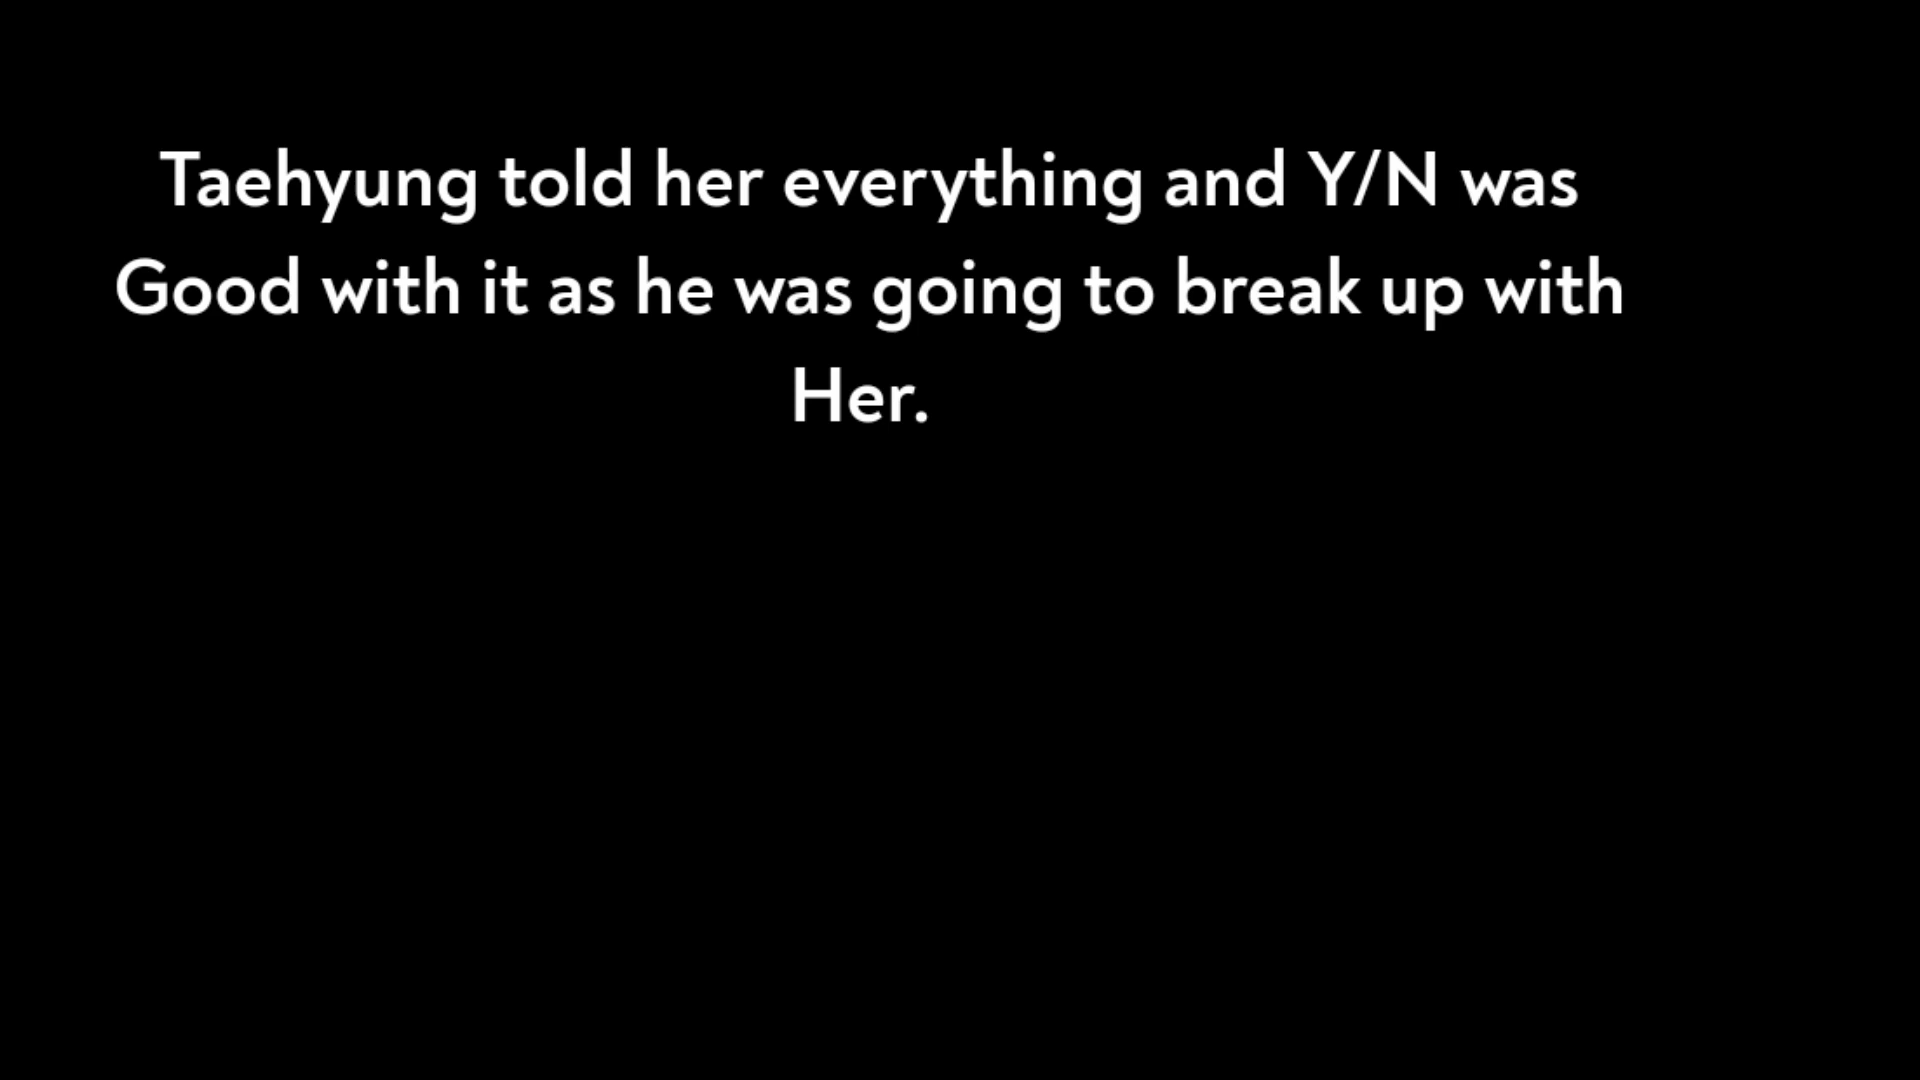 Taehyung told her everything and Y/N was
Good with it as he was going to break up with
Her.